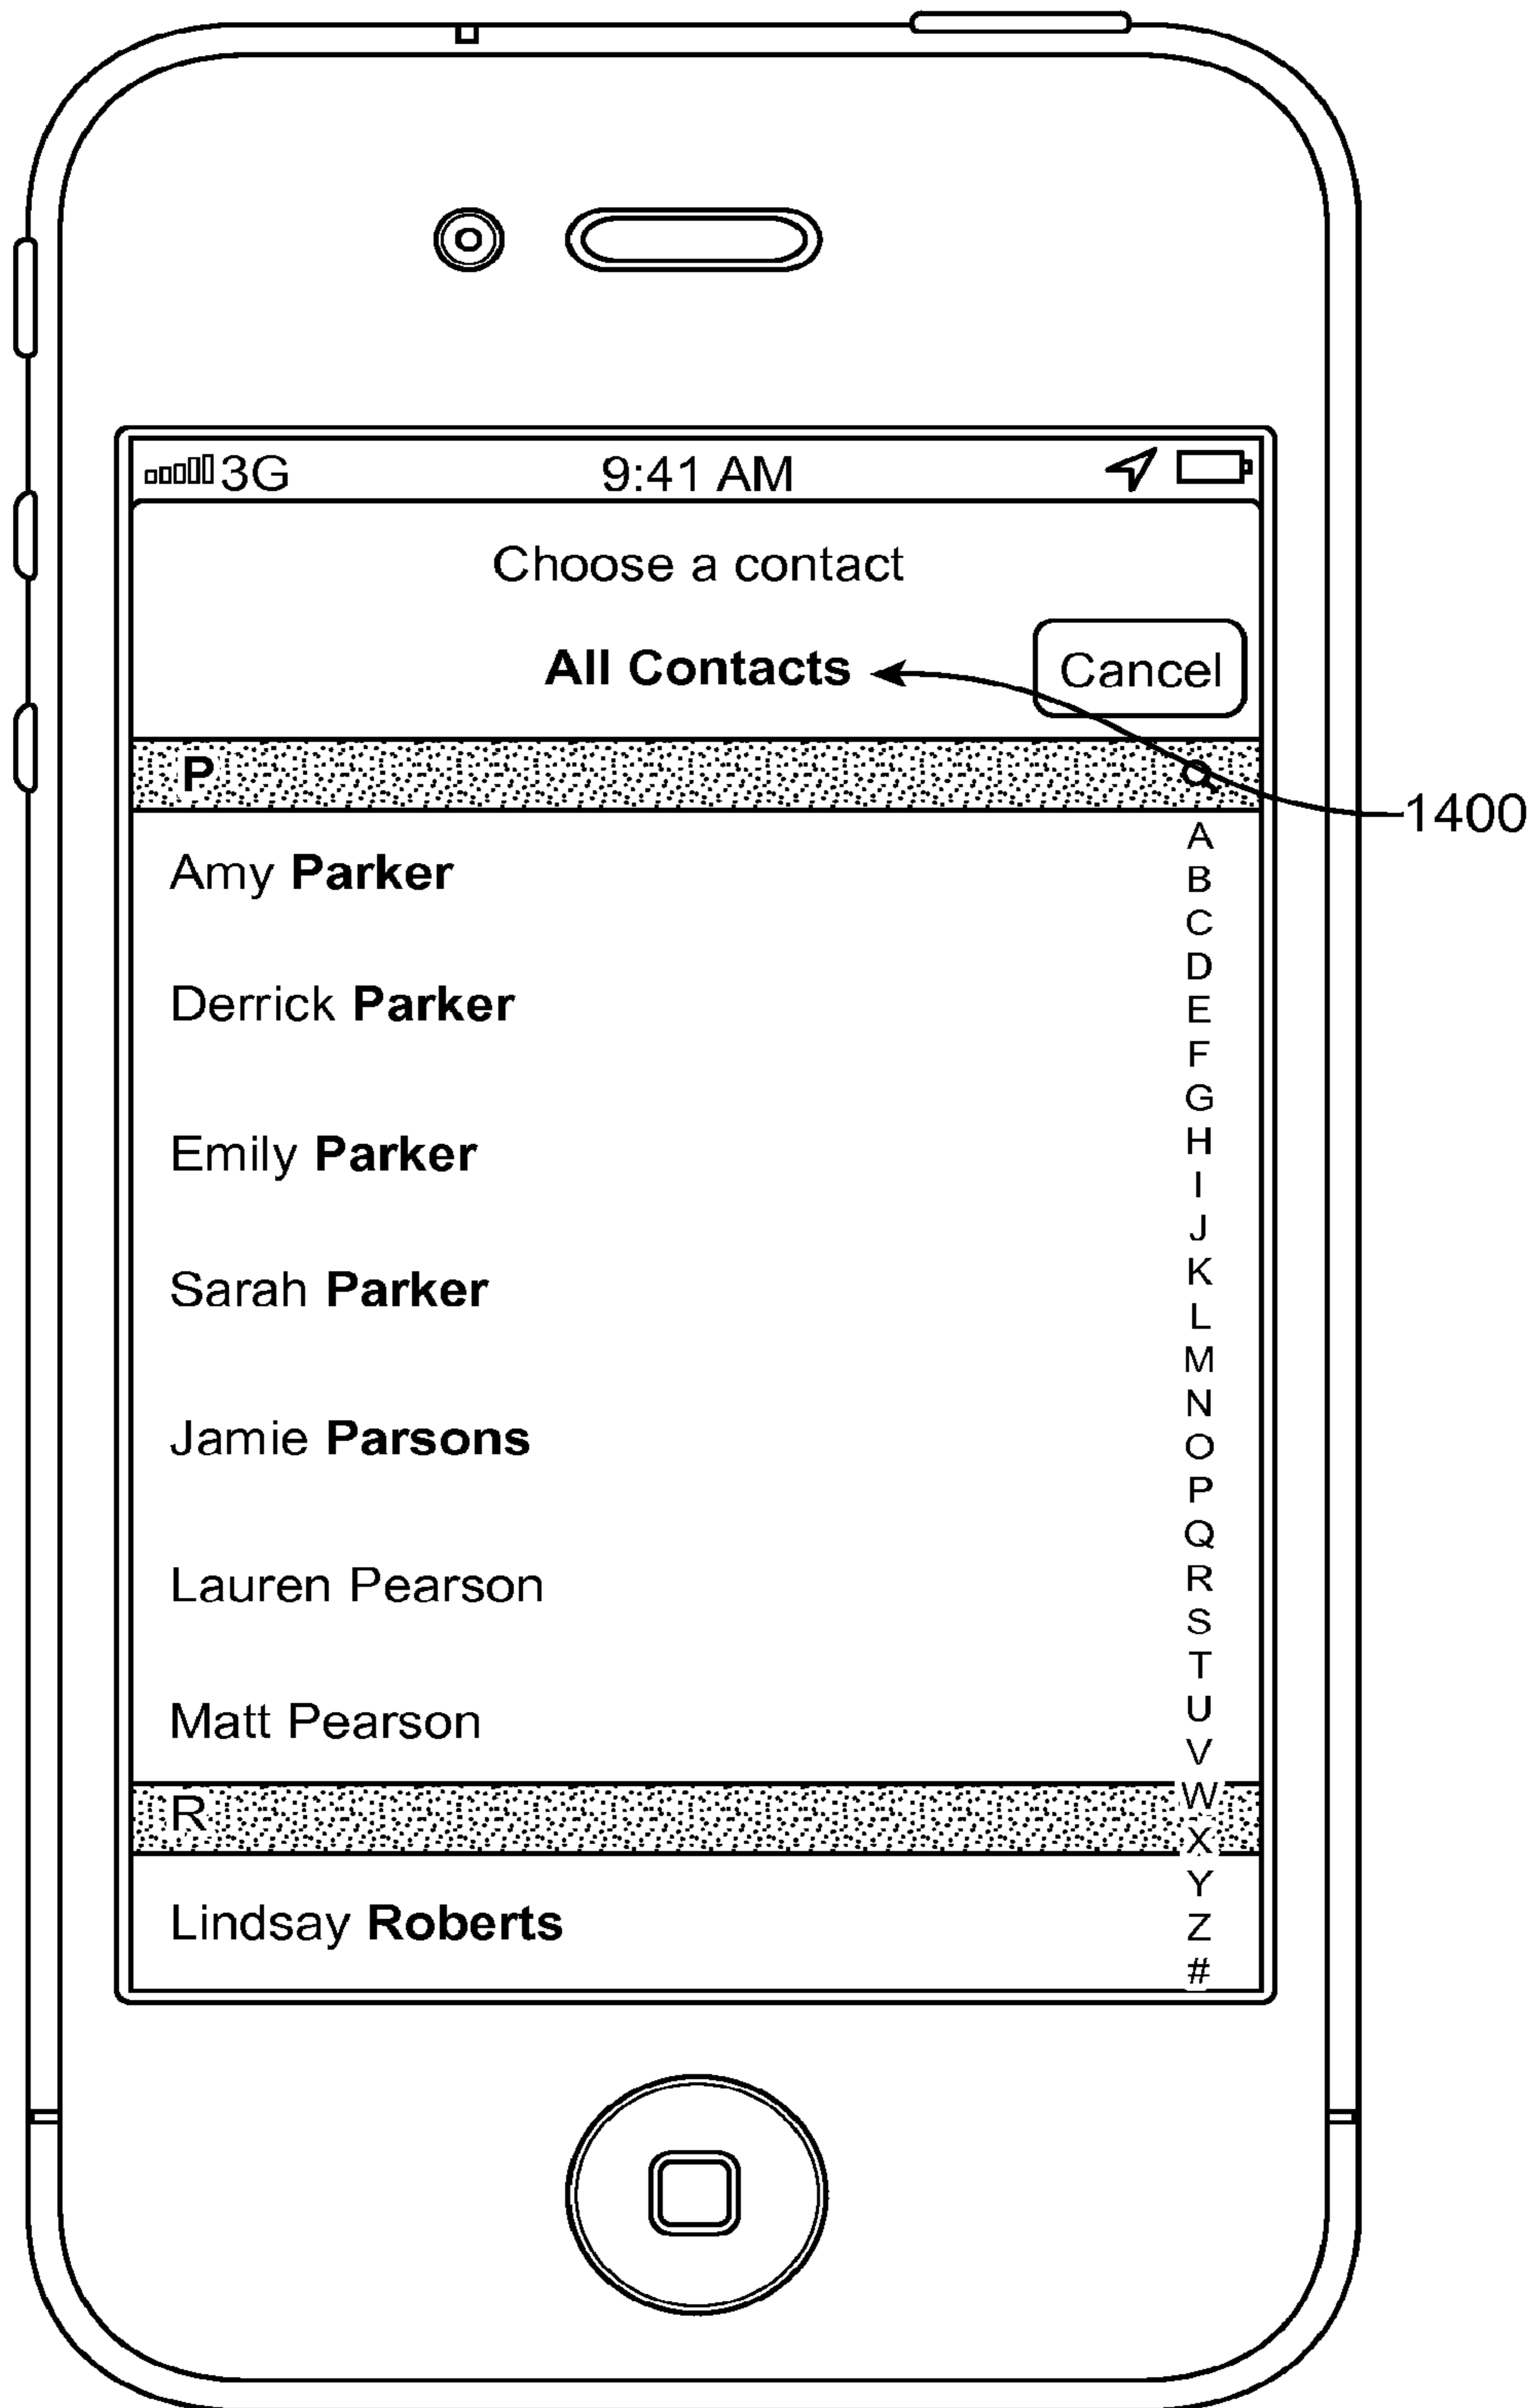 3G 9:41 AM
Choose a contact
All Contacts Cancel
P
1400
Amy Parker
Derrick Parker
Emily Parker
Sarah Parker
Jamie Parsons
Lauren Pearson
Matt Pearson
R
Lindsay Roberts
A
B
C
D
E
F
G
H
I
J
K
L
M
N
O
P
Q
R
S
T
U
V
W
X
Y
Z
#